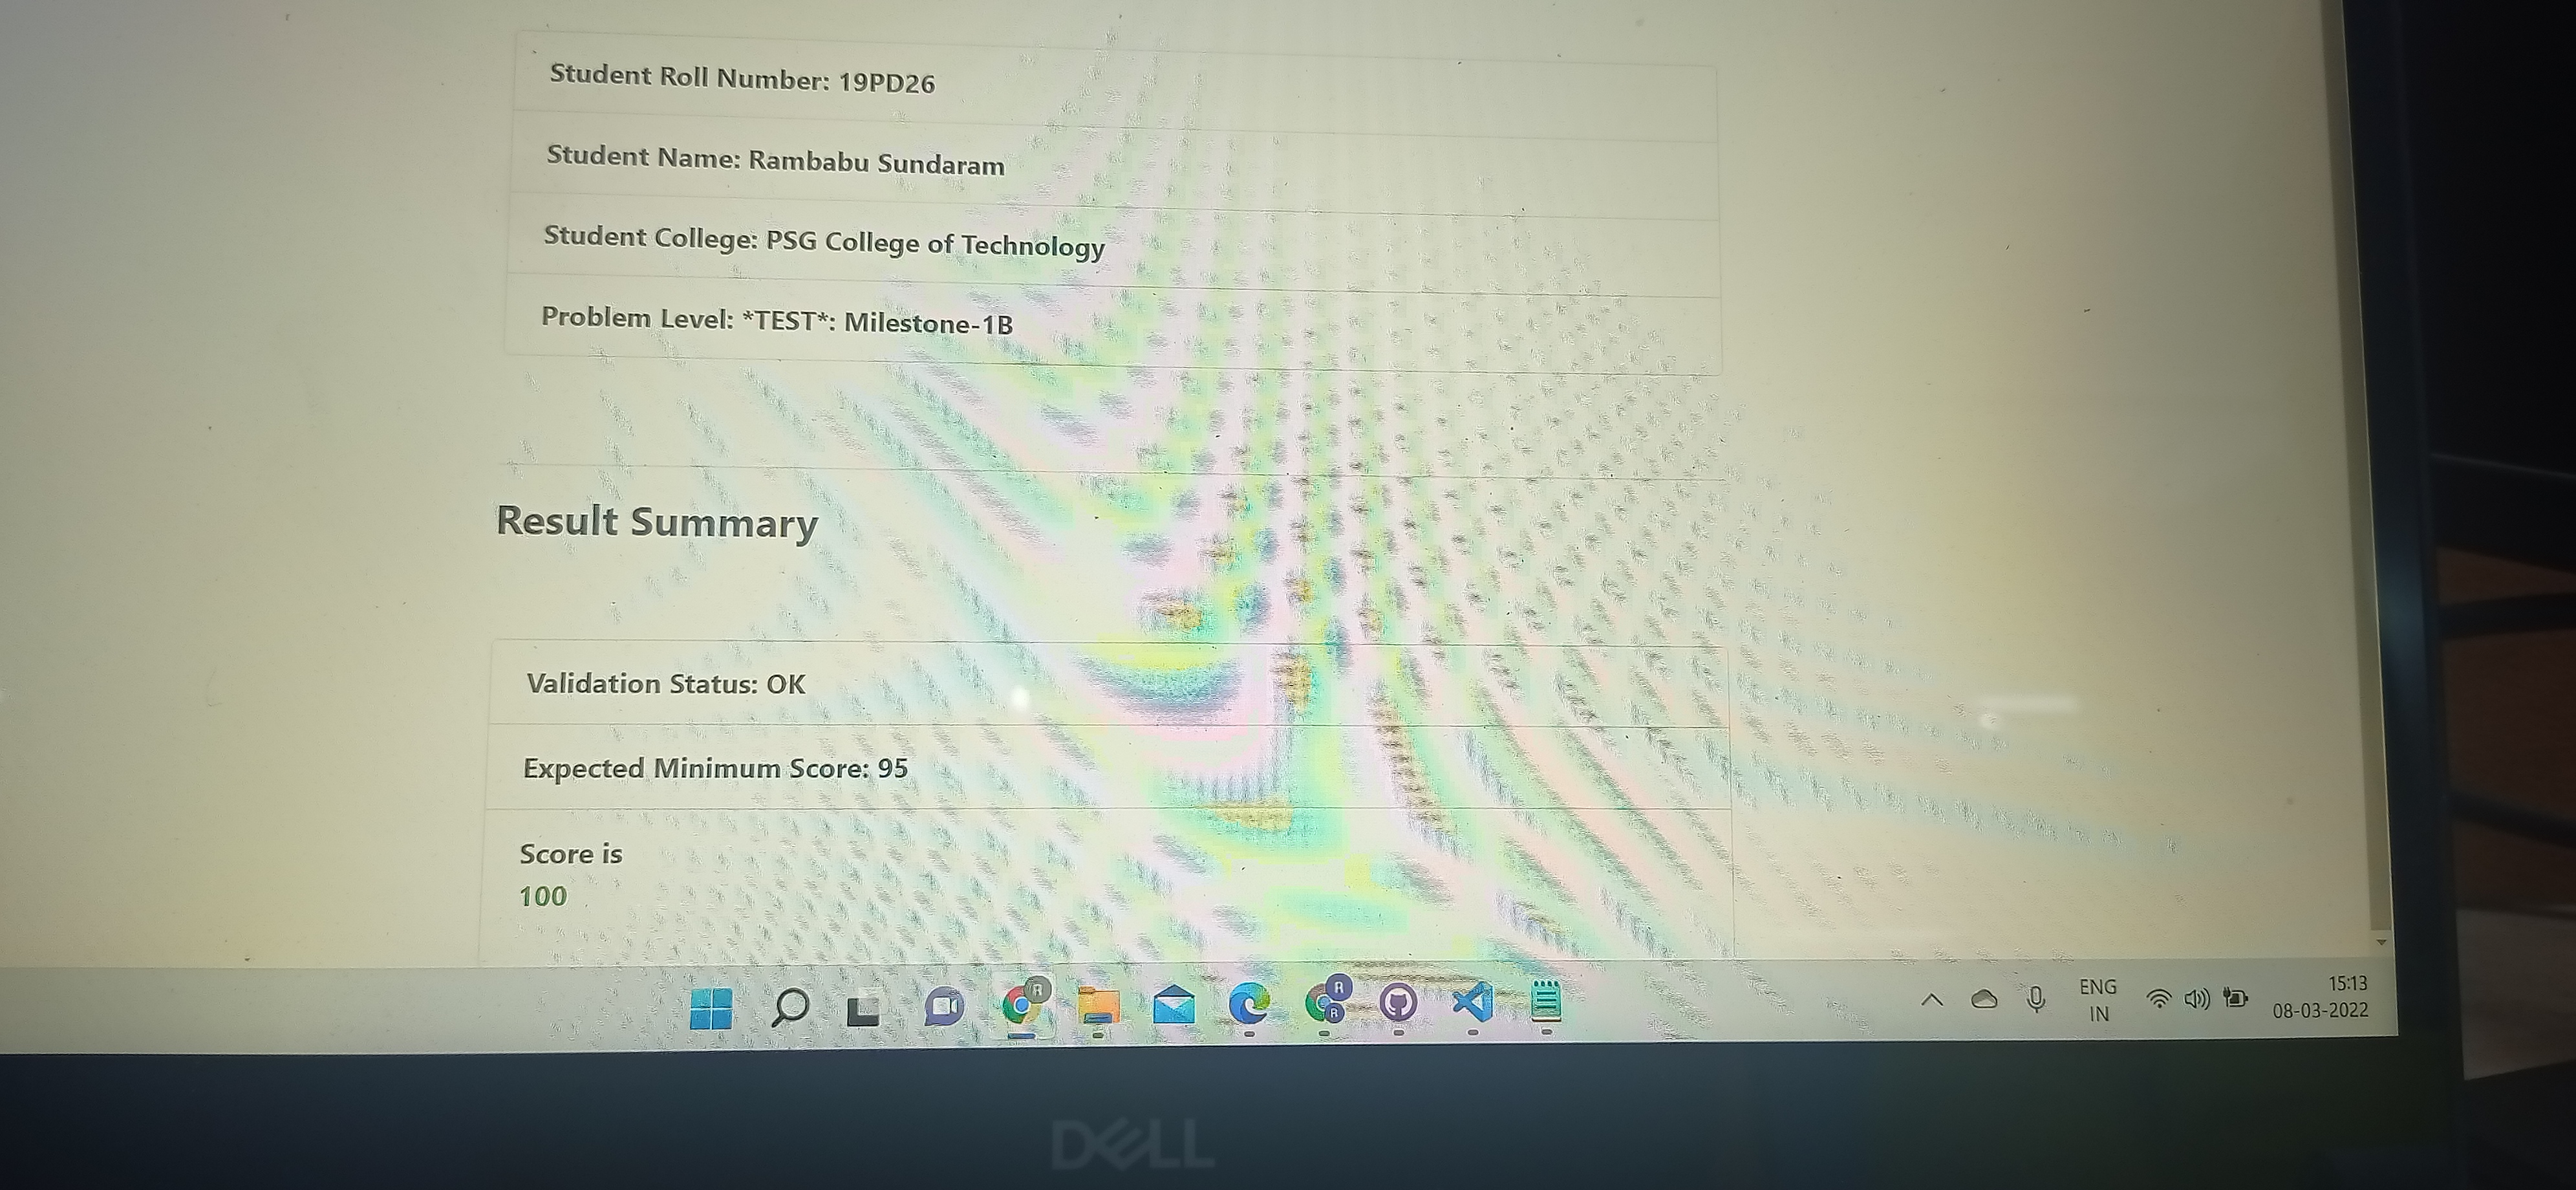 Student Roll Number: 19PD26
Student Name: Rambabu Sundaram
Student College: PSG College of Technology
Problem Level: *TEST*: Milestone-1B
Result Summary
Validation Status: OK
Expected Minimum Score: 95
Score is
100
R
R
R
ENG
IN
15:13
08-03-2022
DELL